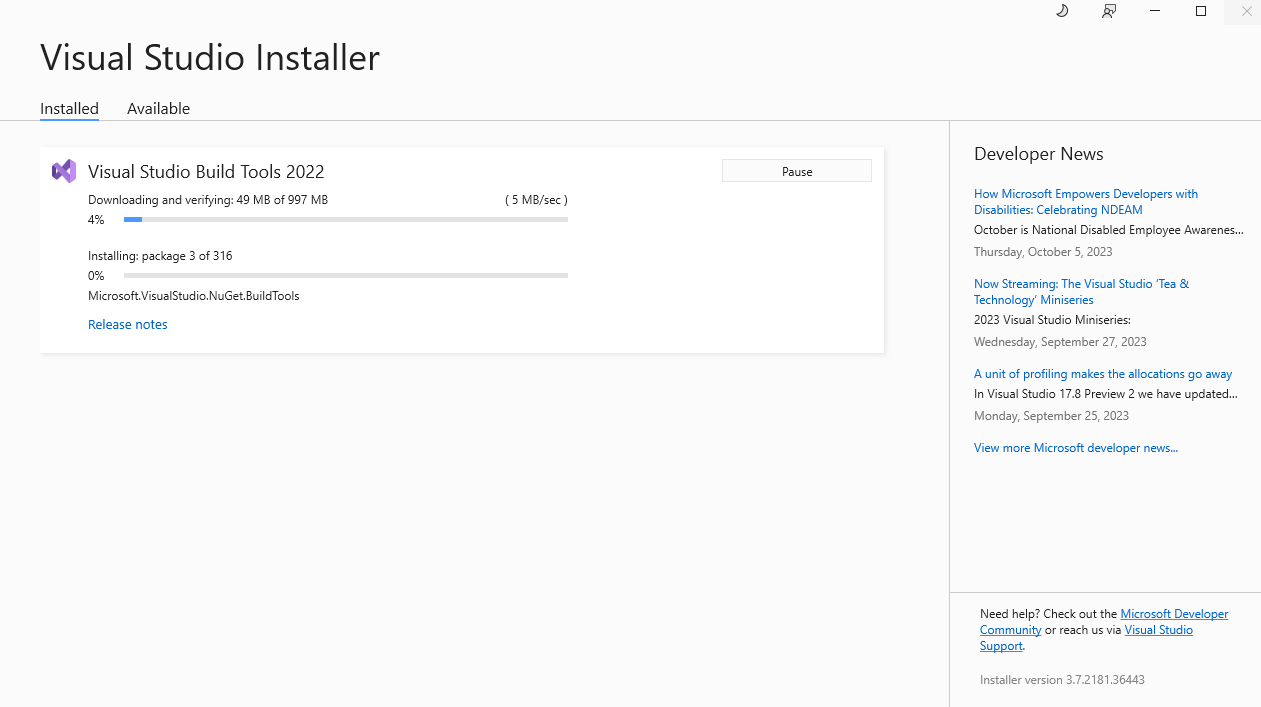 Visual Studio Installer
Installed Available
Visual Studio Build Tools 2022
Pause
Downloading and verifying: 49 MB of 997 MB ( 5 MB/sec )
4%
Installing: package 3 of 316
0%
Microsoft.VisualStudio.NuGet.BuildTools
Release notes
Developer News
How Microsoft Empowers Developers with
Disabilities: Celebrating NDEAM
October is National Disabled Employee Awarenes...
Thursday, October 5, 2023
Now Streaming: The Visual Studio ‘Tea &
Technology’ Miniseries
2023 Visual Studio Miniseries:
Wednesday, September 27, 2023
A unit of profiling makes the allocations go away
In Visual Studio 17.8 Preview 2 we have updated...
Monday, September 25, 2023
View more Microsoft developer news...
Need help? Check out the Microsoft Developer
Community or reach us via Visual Studio
Support.
Installer version 3.7.2181.36443